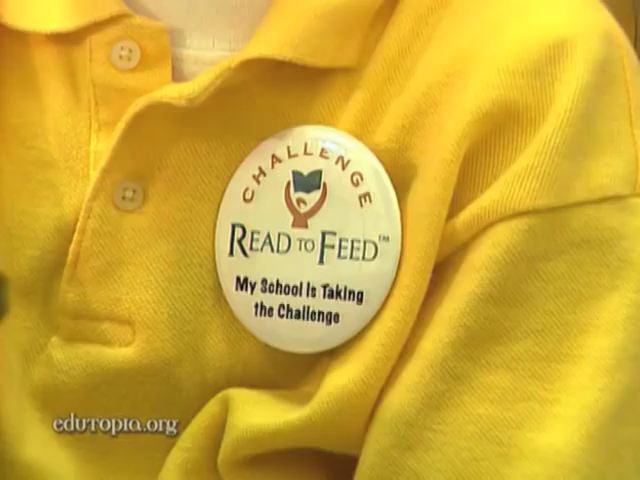 CHALLENGE
READ TO FEED™
My School Is Taking
the Challenge
edutopia.org